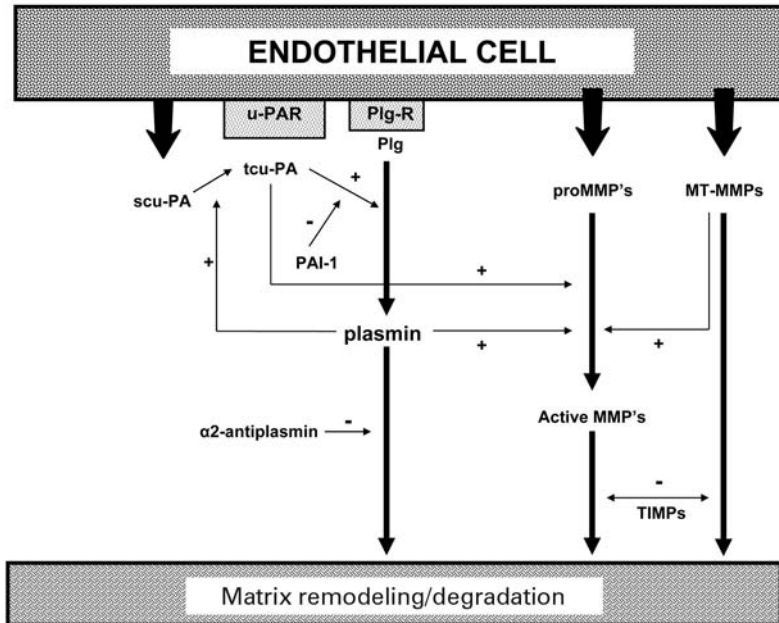 ENDOTHELIAL CELL
u-PAR
Plg-R
Plg
tcu-PA
+
scu-PA
proMMP's
MT-MMPs
-
PAI-1
+
+
plasmin
+
+
α2-antiplasmin
-
Active MMP's
-
TIMPs
Matrix remodeling/degradation